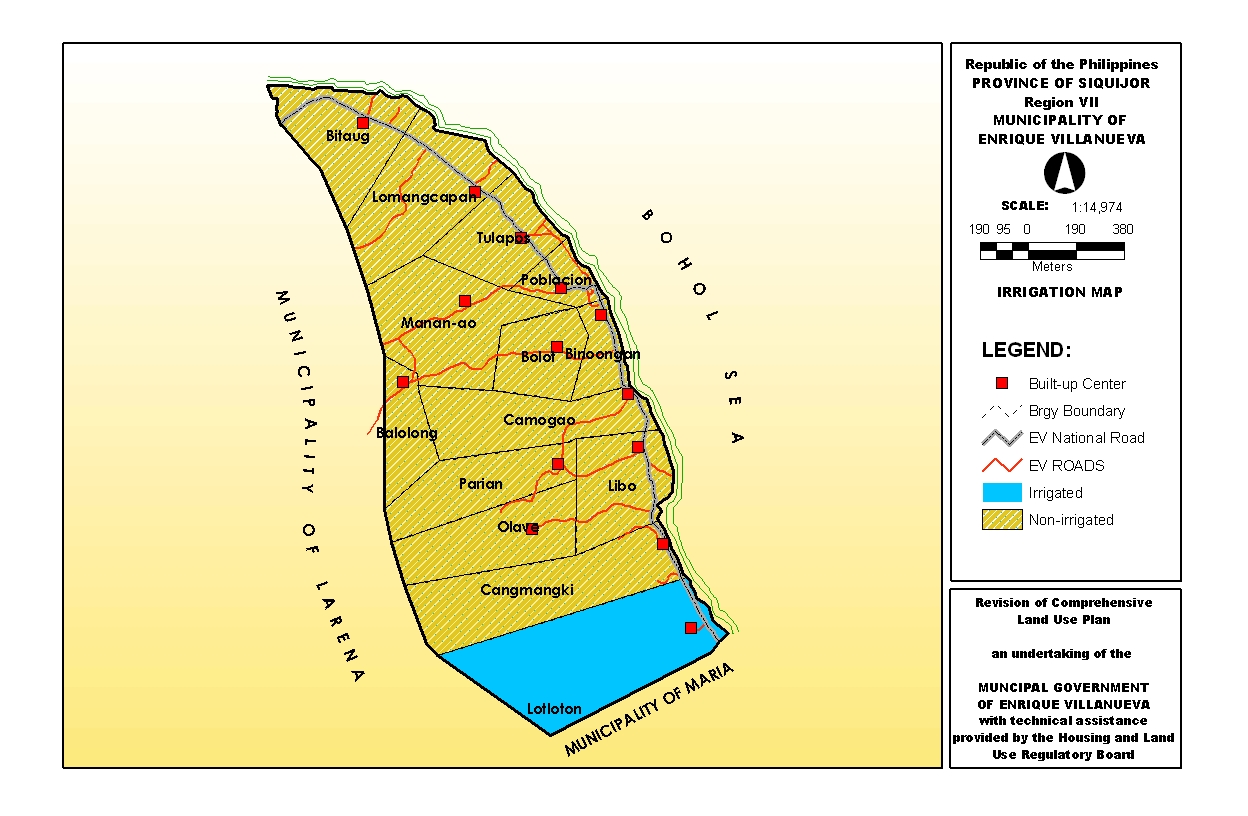 Republic of the Philippines
PROVINCE OF SIQUIJOR
Region VII
MUNICIPALITY OF
ENRIQUE VILLANUEVA
SCALE: 1:14,974
190 95 0 190 380
Meters
IRRIGATION MAP
LEGEND:
Built-up Center
Brgy Boundary
EV National Road
EV ROADS
Irrigated
Non-irrigated
Revision of Comprehensive
Land Use Plan
an undertaking of the
MUNCIPAL GOVERNMENT
OF ENRIQUE VILLANUEVA
with technical assistance
provided by the Housing and Land
Use Regulatory Board
Bitaug
Lomangcapan
Tulapos
Poblacion
Manan-ao
Bolot
Binoongan
Camogao
Balolong
Parian
Libo
Olave
Cangmangki
Lotloton
BOHOL SEA
MUNICIPALITY OF LARENA
MUNICIPALITY OF MARIA